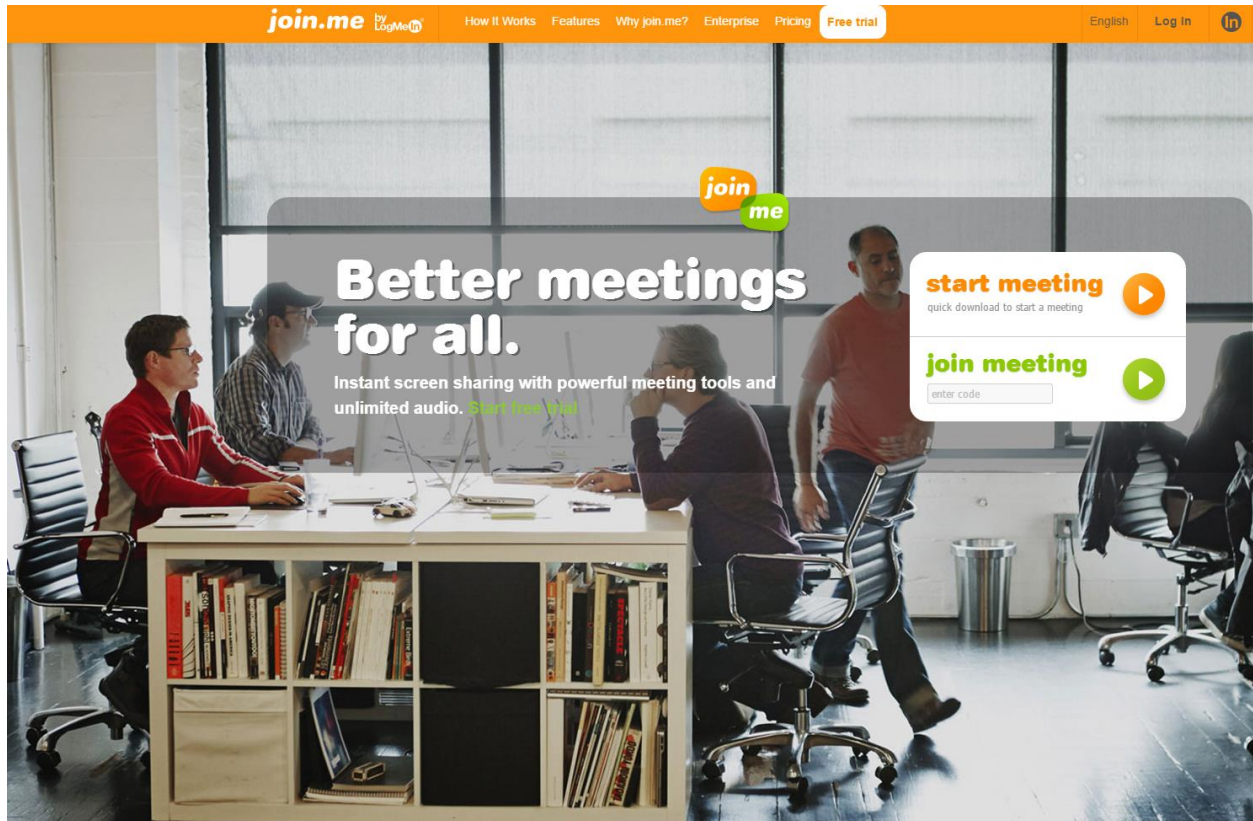 join.me by LogMeIn How It Works Features Why join.me? Enterprise Pricing Free trial English Log In In
join
me
Better meetings
for all.
Instant screen sharing with powerful meeting tools and
unlimited audio. Start free trial
start meeting
quick download to start a meeting
join meeting
enter code
SPECTACLE